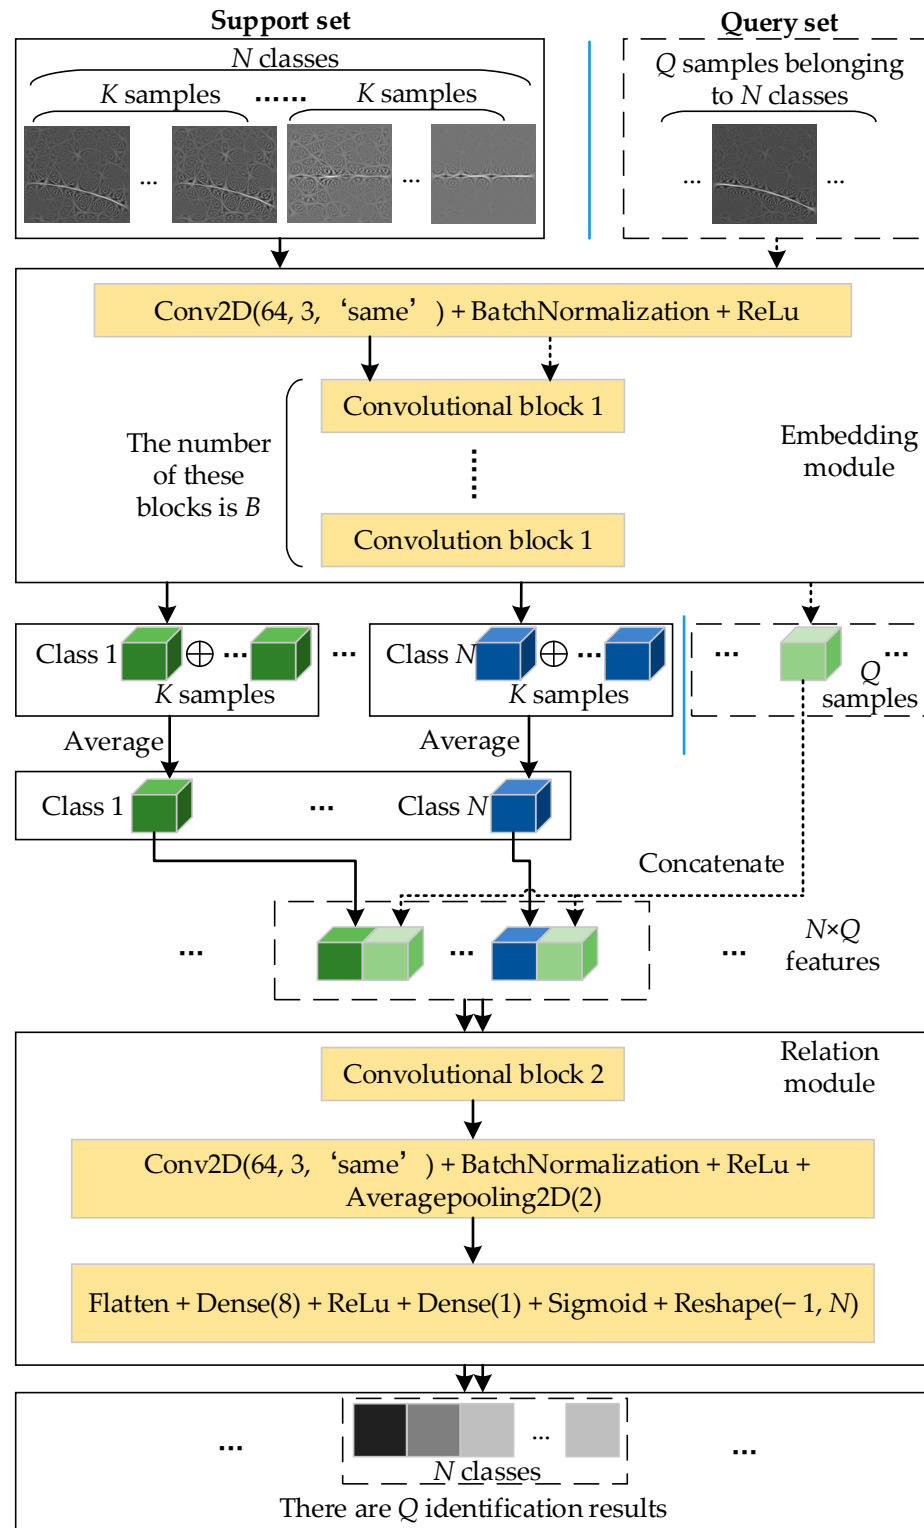 Support set
Query set
N classes
K samples
......
K samples
...
...
Q samples belonging
to N classes
...
...
Conv2D(64, 3, ‘same’) + BatchNormalization + ReLu
Convolutional block 1
The number
of these
blocks is B
Convolution block 1
Embedding
module
Class 1
⊕
...
K samples
...
Class N
⊕
...
K samples
...
...
Q
samples
Average
Average
Class 1
...
Class N
Concatenate
...
...
...
N×Q
features
Relation
module
Convolutional block 2
Conv2D(64, 3, ‘same’) + BatchNormalization + ReLu +
Averagepooling2D(2)
Flatten + Dense(8) + ReLu + Dense(1) + Sigmoid + Reshape(− 1, N)
...
...
...
N classes
There are Q identification results